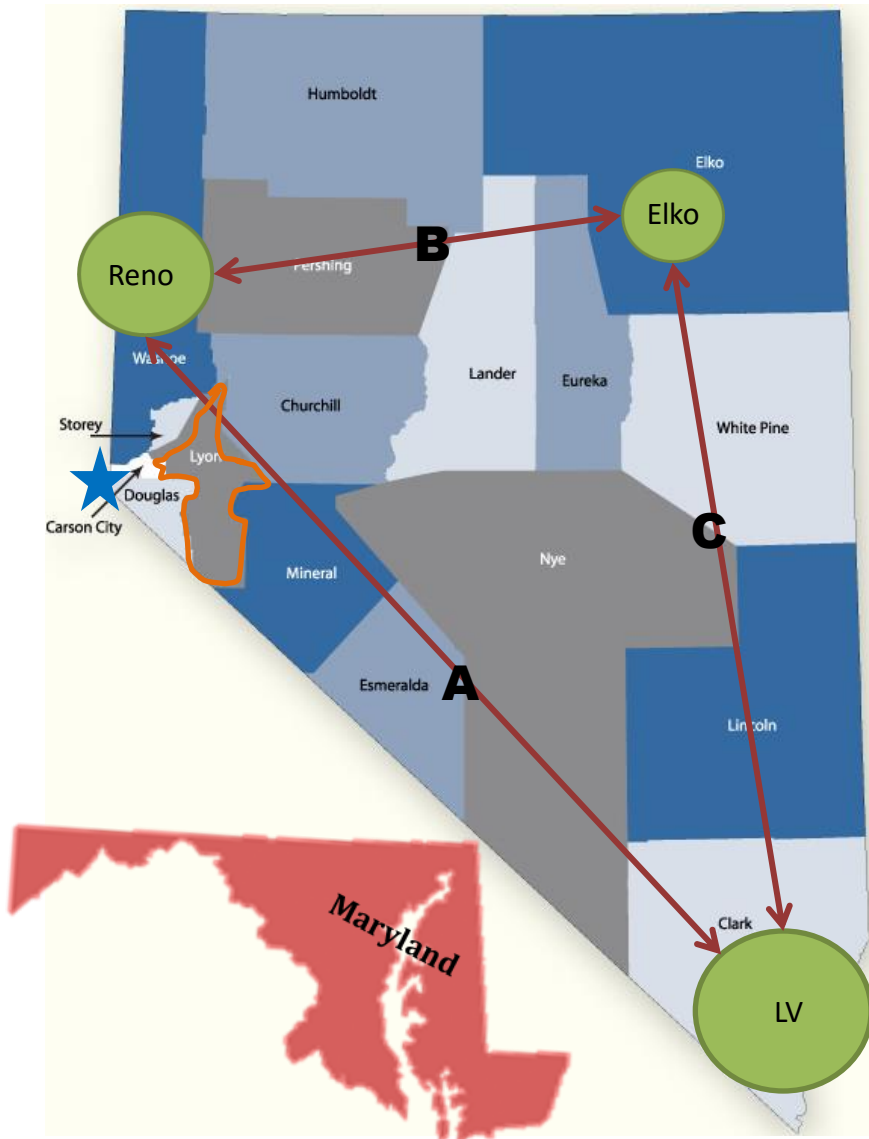 Humboldt
Elko
Elko
B
Reno
Pershing
Washoe
Lander
Eureka
Churchill
White Pine
Storey
Lyon
Douglas
Carson City
C
Nye
Mineral
A
Esmeralda
Lincoln
Maryland
Clark
LV